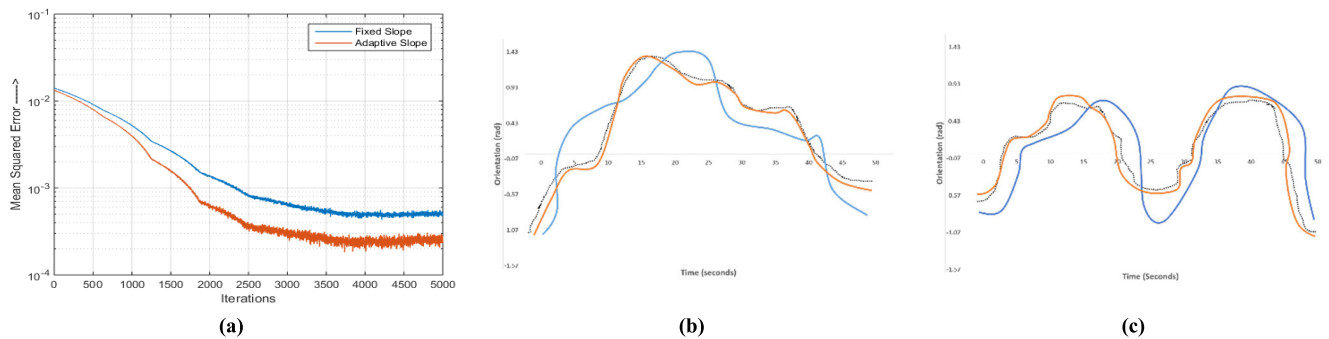 10^-1
10^-2
10^-3
10^-4
Mean Squared Error ---->
Fixed Slope
Adaptive Slope
0 500 1000 1500 2000 2500 3000 3500 4000 4500 5000
Iterations
(a)
1.43
0.93
0.43
-0.07
-0.57
1.07
-1.57
Orientation (rad)
0 5 10 15 20 25 30 35 40 45 50
Time (seconds)
(b)
1.43
0.93
0.43
-0.07
0.57
-1.07
-0.57
Orientation (rad)
0 5 10 15 20 25 30 35 40 45 50
Time (Seconds)
(c)